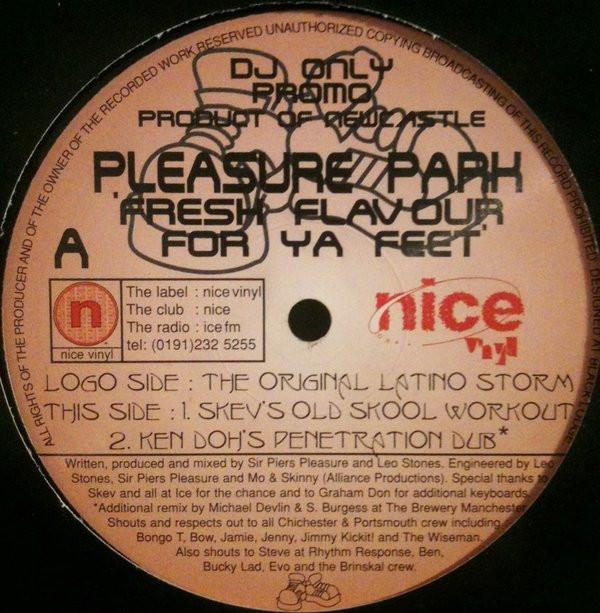 ALL RIGHTS OF THE PRODUCER AND OF THE OWNER OF THE RECORDED WORK RESERVED UNAUTHORIZED COPYING BROADCASTING OF THIS RECORD PROHIBITED. DESIGNED AT BLACK
DJ ONLY
PROMO
PRODUCT OF NEWCASTLE
PLEASURE PARK
'FRESH FLAVOUR
FOR YA FEET'
A
n
nice vinyl
The label : nice vinyl
The club : nice
The radio : ice fm
tel: (0191)232 5255
nice
vinyl
LOGO SIDE : THE ORIGINAL LATINO STORM
THIS SIDE : 1. SKEV'S OLD SKOOL WORKOUT
2. KEN DOH'S PENETRATION DUB*
Written, produced and mixed by Sir Piers Pleasure and Leo Stones. Engineered by Leo
Stones, Sir Piers Pleasure and Mo & Skinny (Alliance Productions). Special thanks to
Skev and all at Ice for the chance and to Graham Don for additional keyboards.
*Additional remix by Michael Devlin & S. Burgess at The Brewery Manchester
Shouts and respects out to all Chichester & Portsmouth crew including
Bongo T, Bow, Jamie, Jenny, Jimmy Kickit! and The Wiseman.
Also shouts to Steve at Rhythm Response, Ben,
Bucky Lad, Evo and the Brinskal crew.